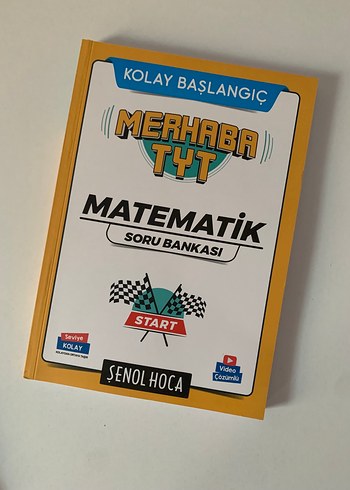 KOLAY BAŞLANGIÇ
MERHABA
TYT
MATEMATİK
SORU BANKASI
START
Seviye
KOLAY
Video
Çözümlü
ŞENOL HOCA